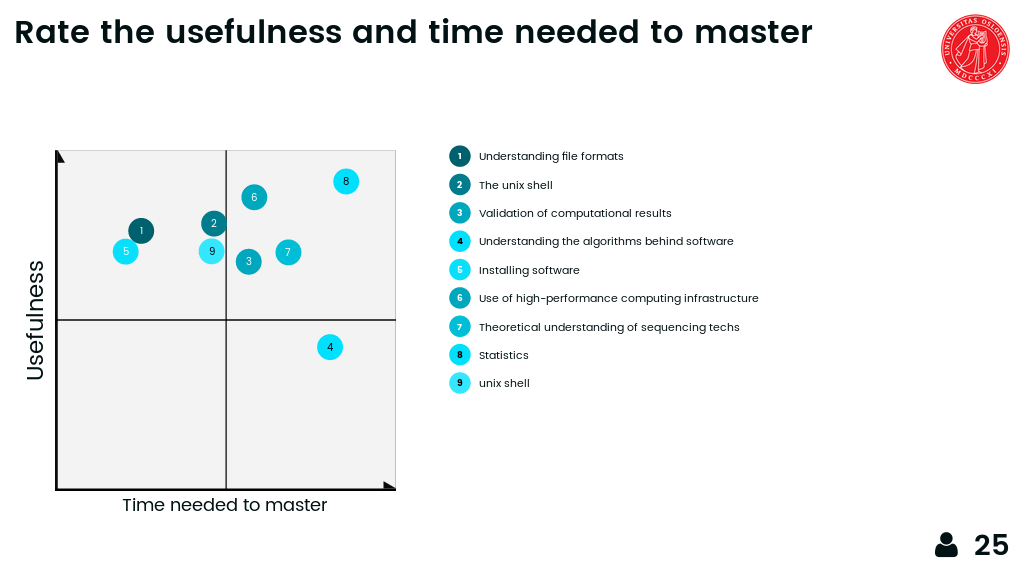 Rate the usefulness and time needed to master
UNIVERSITAS OSLOENSIS
MDCCCXI
Usefulness
1
2
3
4
5
6
7
8
9
Time needed to master
1 Understanding file formats
2 The unix shell
3 Validation of computational results
4 Understanding the algorithms behind software
5 Installing software
6 Use of high-performance computing infrastructure
7 Theoretical understanding of sequencing techs
8 Statistics
9 unix shell
25